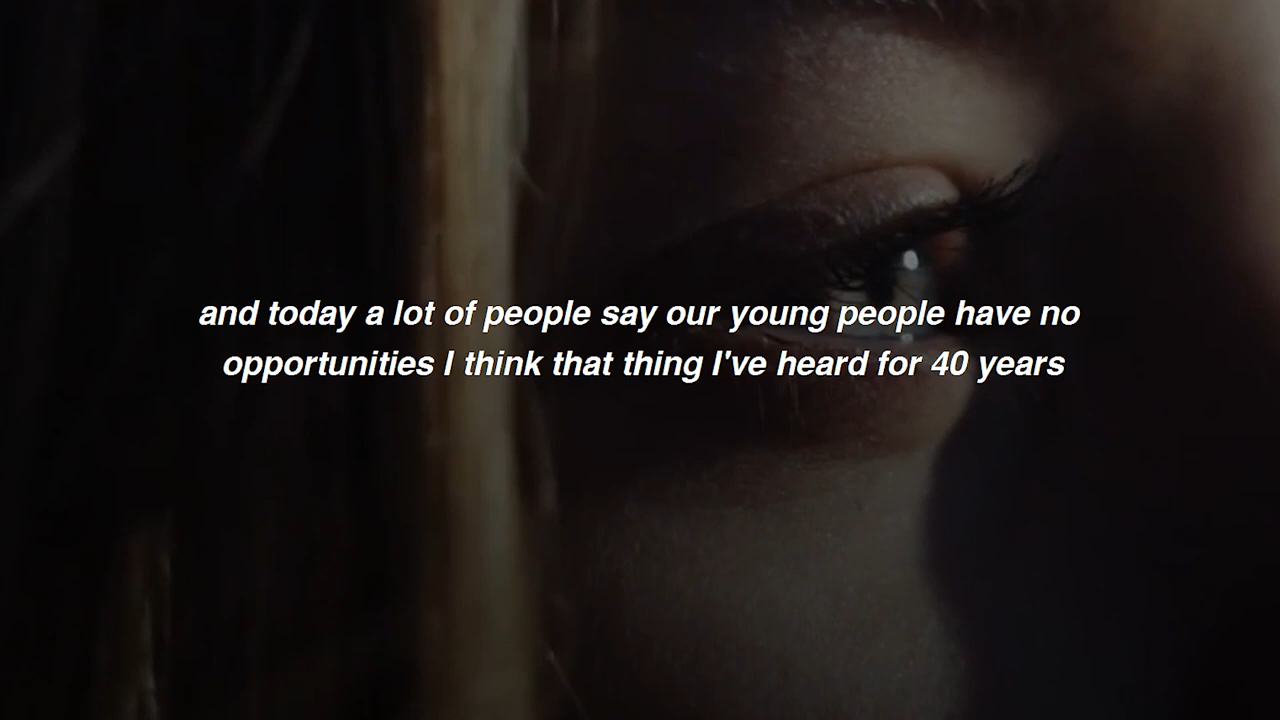 and today a lot of people say our young people have no
opportunities I think that thing I've heard for 40 years